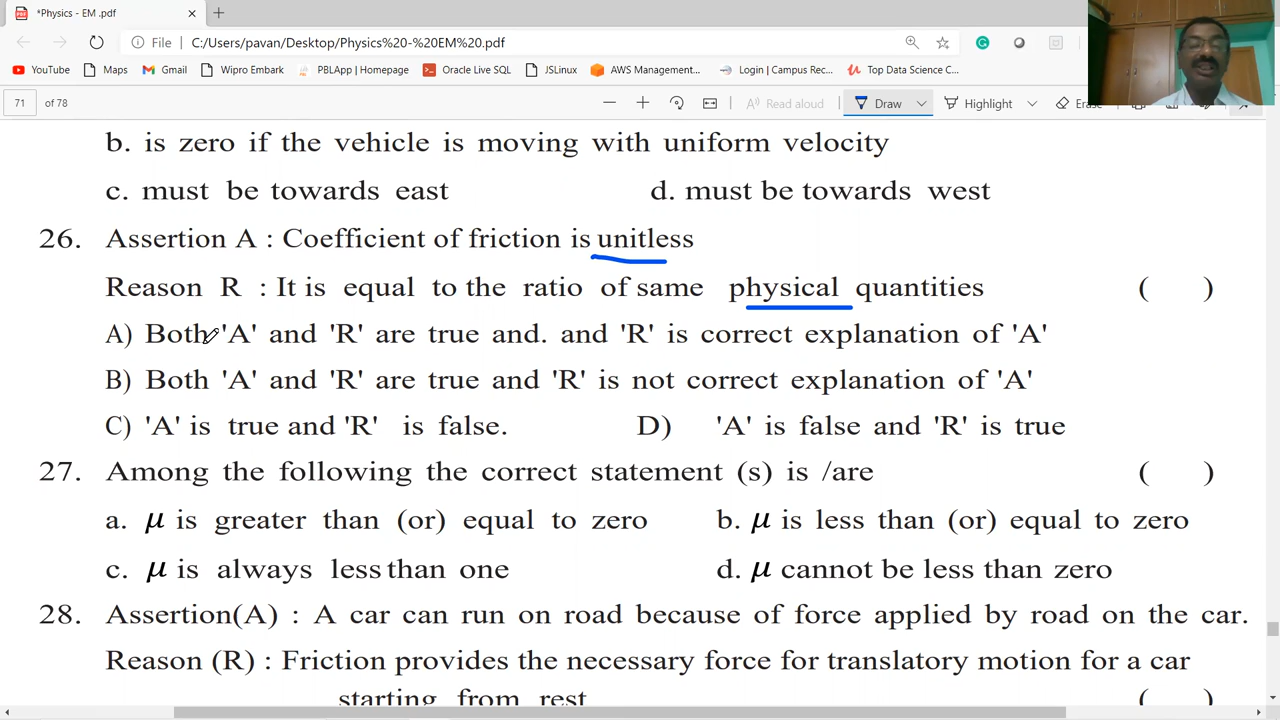 *Physics - EM .pdf
File C:/Users/pavan/Desktop/Physics%20-%20EM%20.pdf
YouTube Maps Gmail Wipro Embark PBLApp | Homepage Oracle Live SQL JSLinux AWS Management... Login | Campus Rec... Top Data Science C...
71 of 78 Read aloud Draw Highlight Erase
b. is zero if the vehicle is moving with uniform velocity
c. must be towards east d. must be towards west
26. Assertion A : Coefficient of friction is unitless
Reason R : It is equal to the ratio of same physical quantities ( )
A) Both 'A' and 'R' are true and. and 'R' is correct explanation of 'A'
B) Both 'A' and 'R' are true and 'R' is not correct explanation of 'A'
C) 'A' is true and 'R' is false. D) 'A' is false and 'R' is true
27. Among the following the correct statement (s) is /are ( )
a. μ is greater than (or) equal to zero b. μ is less than (or) equal to zero
c. μ is always less than one d. μ cannot be less than zero
28. Assertion(A) : A car can run on road because of force applied by road on the car.
Reason (R) : Friction provides the necessary force for translatory motion for a car
starting from rest ( )